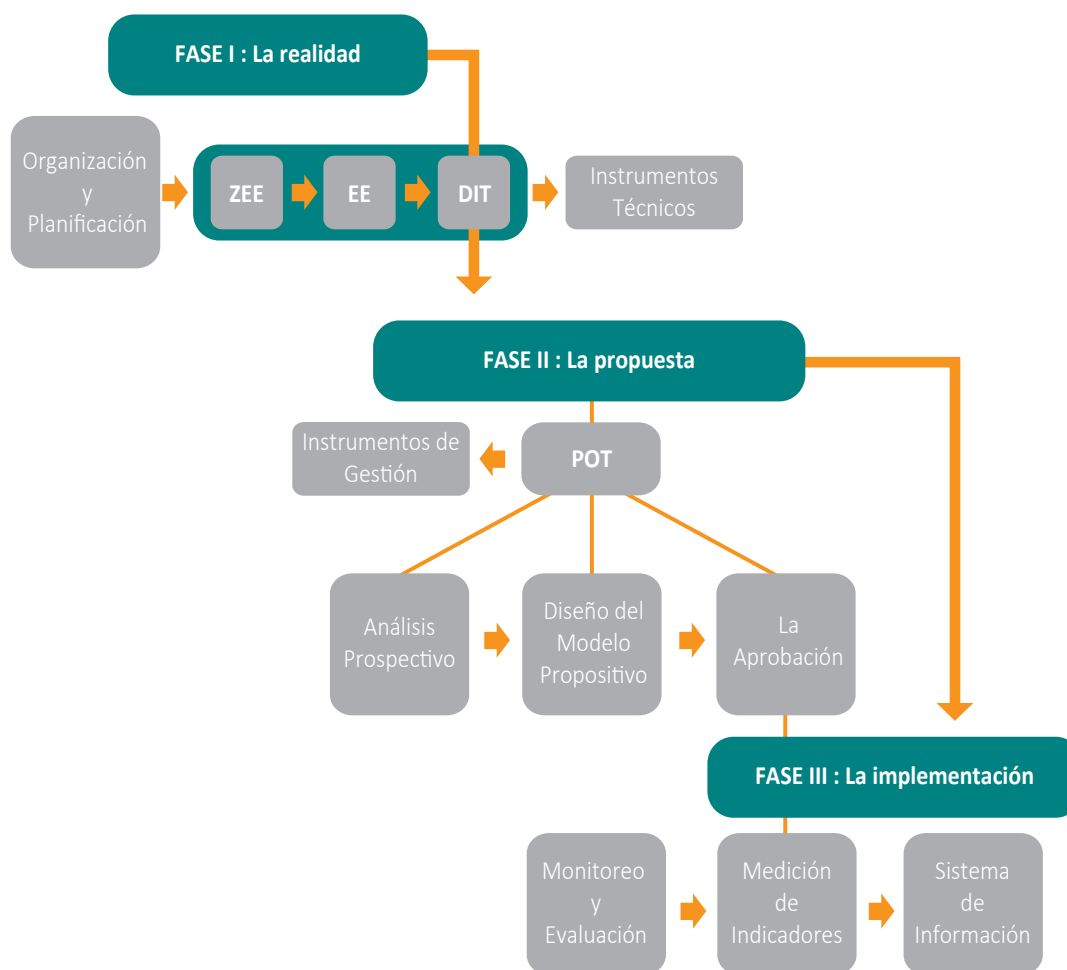 FASE I : La realidad
Organización
y
Planificación
ZEE
EE
DIT
Instrumentos
Técnicos
FASE II : La propuesta
Instrumentos de
Gestión
POT
Análisis
Prospectivo
Diseño del
Modelo
Propositivo
La
Aprobación
FASE III : La implementación
Monitoreo
y
Evaluación
Medición
de
Indicadores
Sistema
de
Información